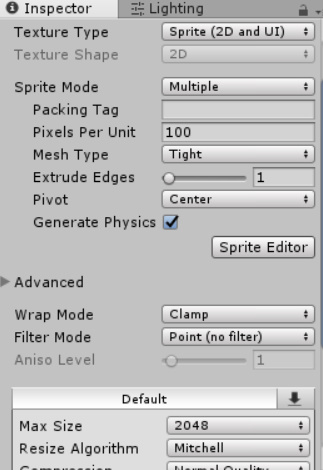 Inspector Lighting
Texture Type Sprite (2D and UI)
Texture Shape 2D
Sprite Mode Multiple
Packing Tag
Pixels Per Unit 100
Mesh Type Tight
Extrude Edges 1
Pivot Center
Generate Physics
Sprite Editor
Advanced
Wrap Mode Clamp
Filter Mode Point (no filter)
Aniso Level 1
Default
Max Size 2048
Resize Algorithm Mitchell
Compression Normal Quality